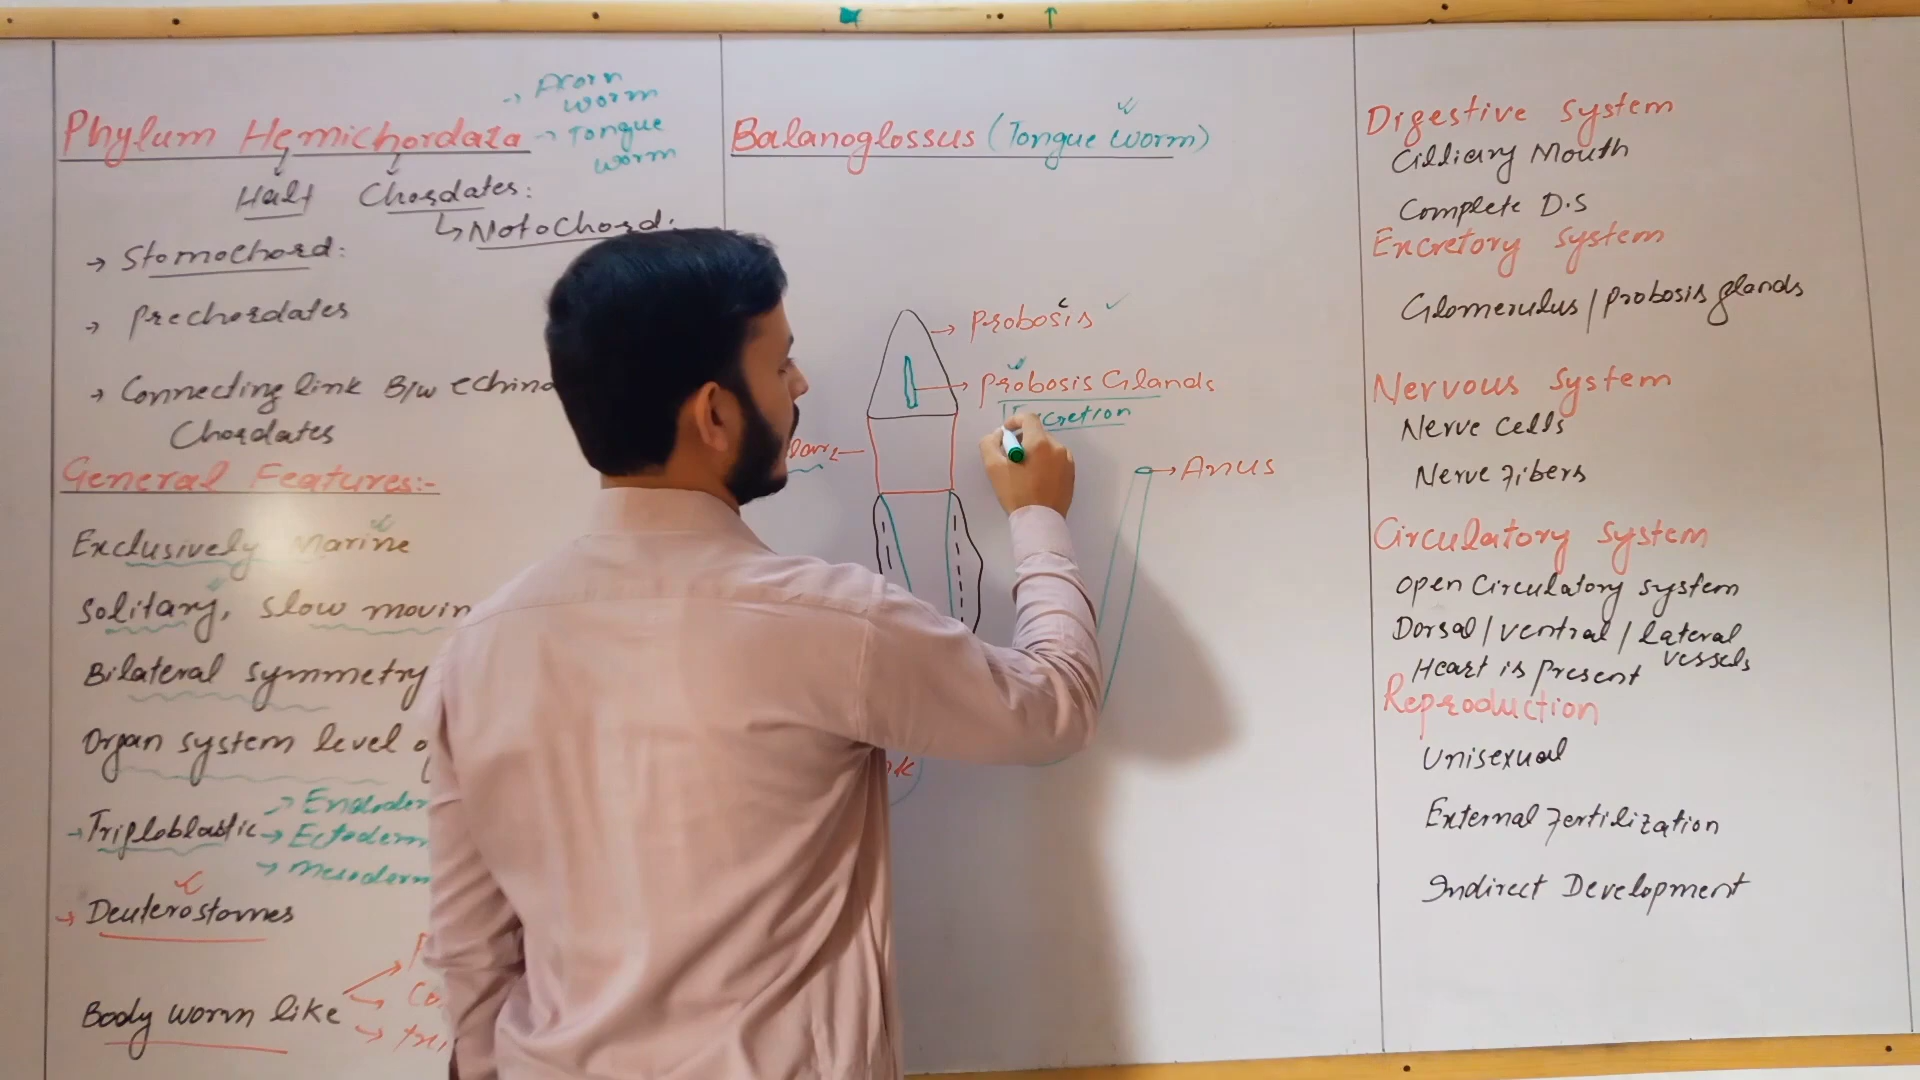 Phylum Hemichordata
→ Acorn
worm
→ Tongue
worm
Half Chordates:
↳ Notochord:
→ Stomochord:
→ Prechordates
→ Connecting link B/w echino
Chordates
General Features:-
Exclusively Marine
Solitary, slow movin
Bilateral symmetry
Organ system level
→ Triploblastic → Endoder
→ Ectoderm
→ Mesoderm
→ Deuterostomes
Body worm like
Balanoglossus (Tongue worm)
→ Probosis
c
→ Probosis Glands
Excretion
→ Anus
Digestive System
Cilliary Mouth
Complete D.S
Excretory System
Glomerulus / Probosis glands
Nervous System
Nerve Cells
Nerve Fibers
Circulatory System
Open Circulatory system
Dorsal / Ventral / lateral
vessels
Heart is Present
Reproduction
Unisexual
External Fertilization
Indirect Development